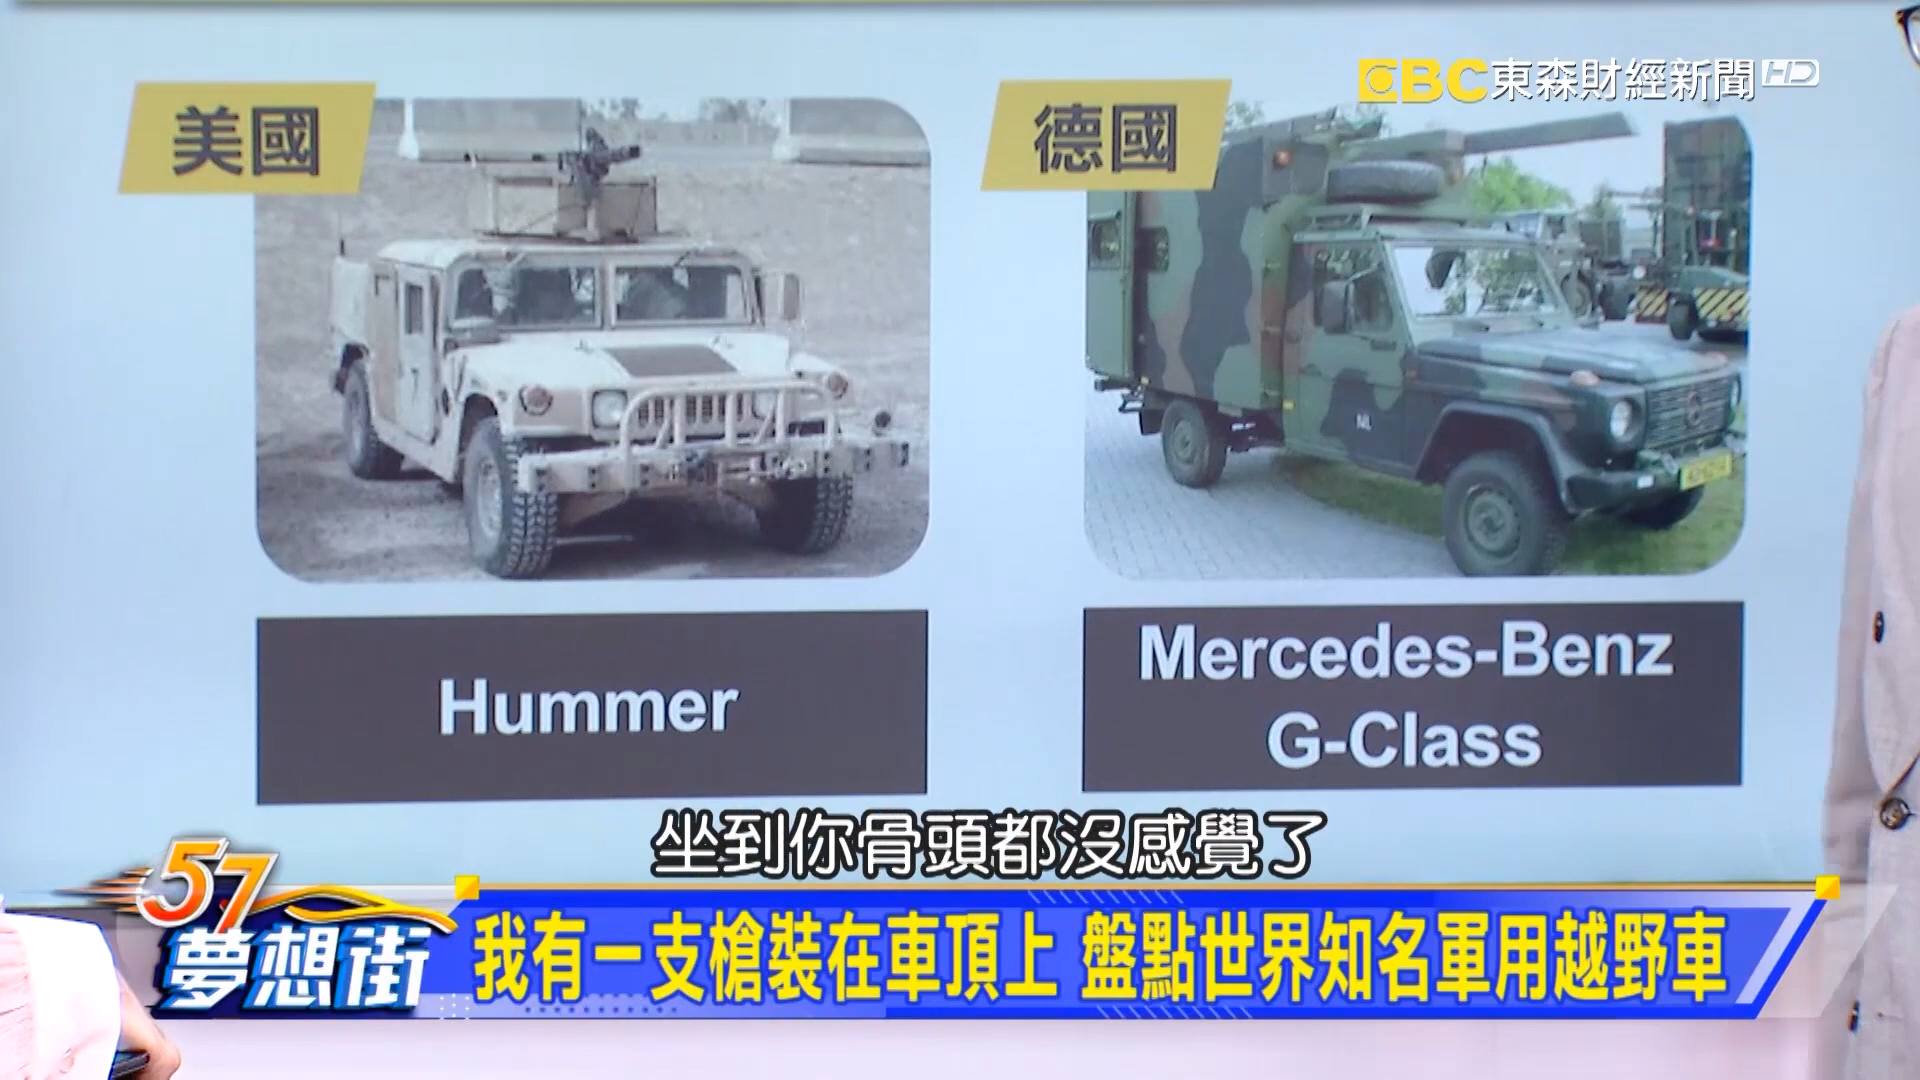 EBC東森財經新聞HD
美國
德國
Hummer
Mercedes-Benz
G-Class
坐到你骨頭都沒感覺了
57
夢想街
我有一支槍裝在車頂上 盤點世界知名軍用越野車